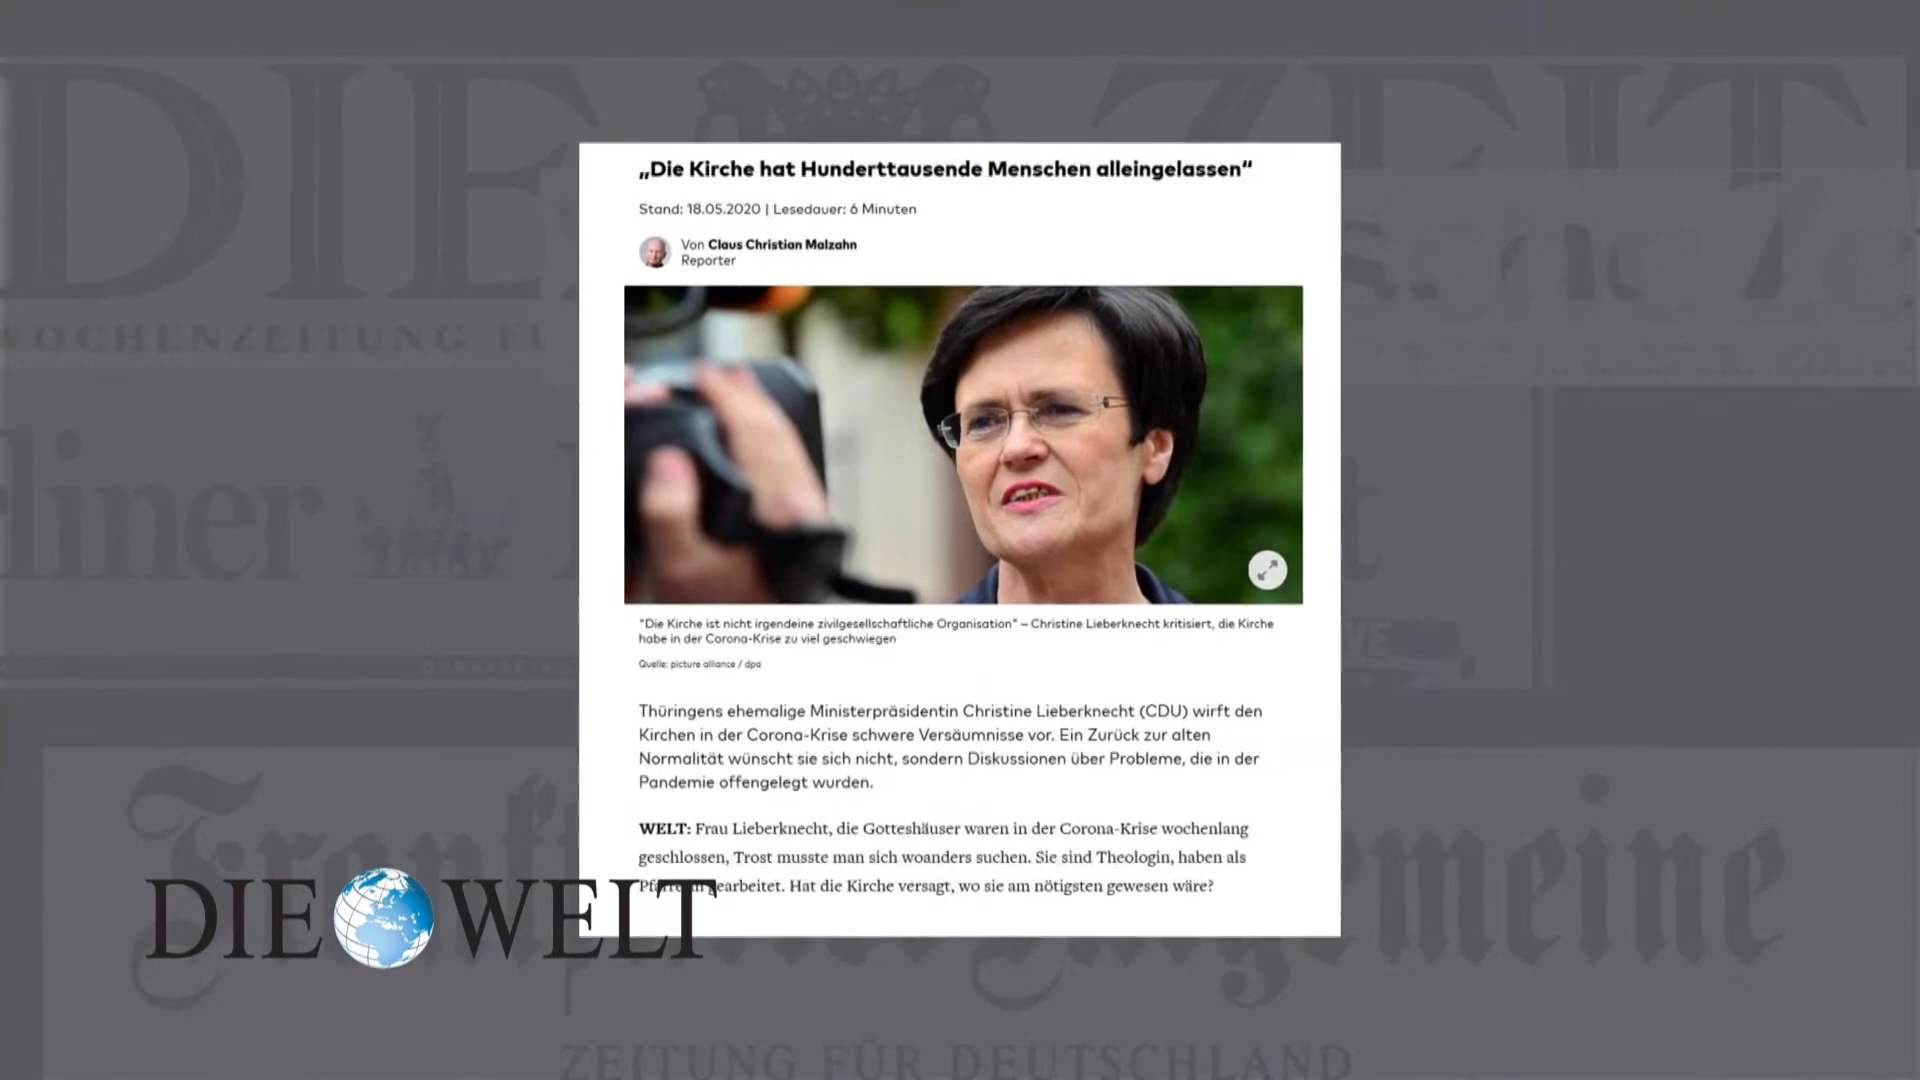 DIE ZEIT
WOCHENZEITUNG FÜ
„Die Kirche hat Hunderttausende Menschen alleingelassen“
Stand: 18.05.2020 | Lesedauer: 6 Minuten
Von Claus Christian Malzahn
Reporter
"Die Kirche ist nicht irgendeine zivilgesellschaftliche Organisation" – Christine Lieberknecht kritisiert, die Kirche
habe in der Corona-Krise zu viel geschwiegen
Quelle: picture alliance / dpa
Thüringens ehemalige Ministerpräsidentin Christine Lieberknecht (CDU) wirft den
Kirchen in der Corona-Krise schwere Versäumnisse vor. Ein Zurück zur alten
Normalität wünscht sie sich nicht, sondern Diskussionen über Probleme, die in der
Pandemie offengelegt wurden.
WELT: Frau Lieberknecht, die Gotteshäuser waren in der Corona-Krise wochenlang
geschlossen, Trost musste man sich woanders suchen. Sie sind Theologin, haben als
Pfarrerin gearbeitet. Hat die Kirche versagt, wo sie am nötigsten gewesen wäre?
DIE WELT
rliner
meine
ZEITUNG FÜR DEUTSCHLAND